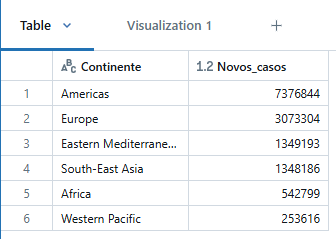 Table Visualization 1 +
ABC Continente 1.2 Novos_casos
1 Americas 7376844
2 Europe 3073304
3 Eastern Mediterrane... 1349193
4 South-East Asia 1348186
5 Africa 542799
6 Western Pacific 253616